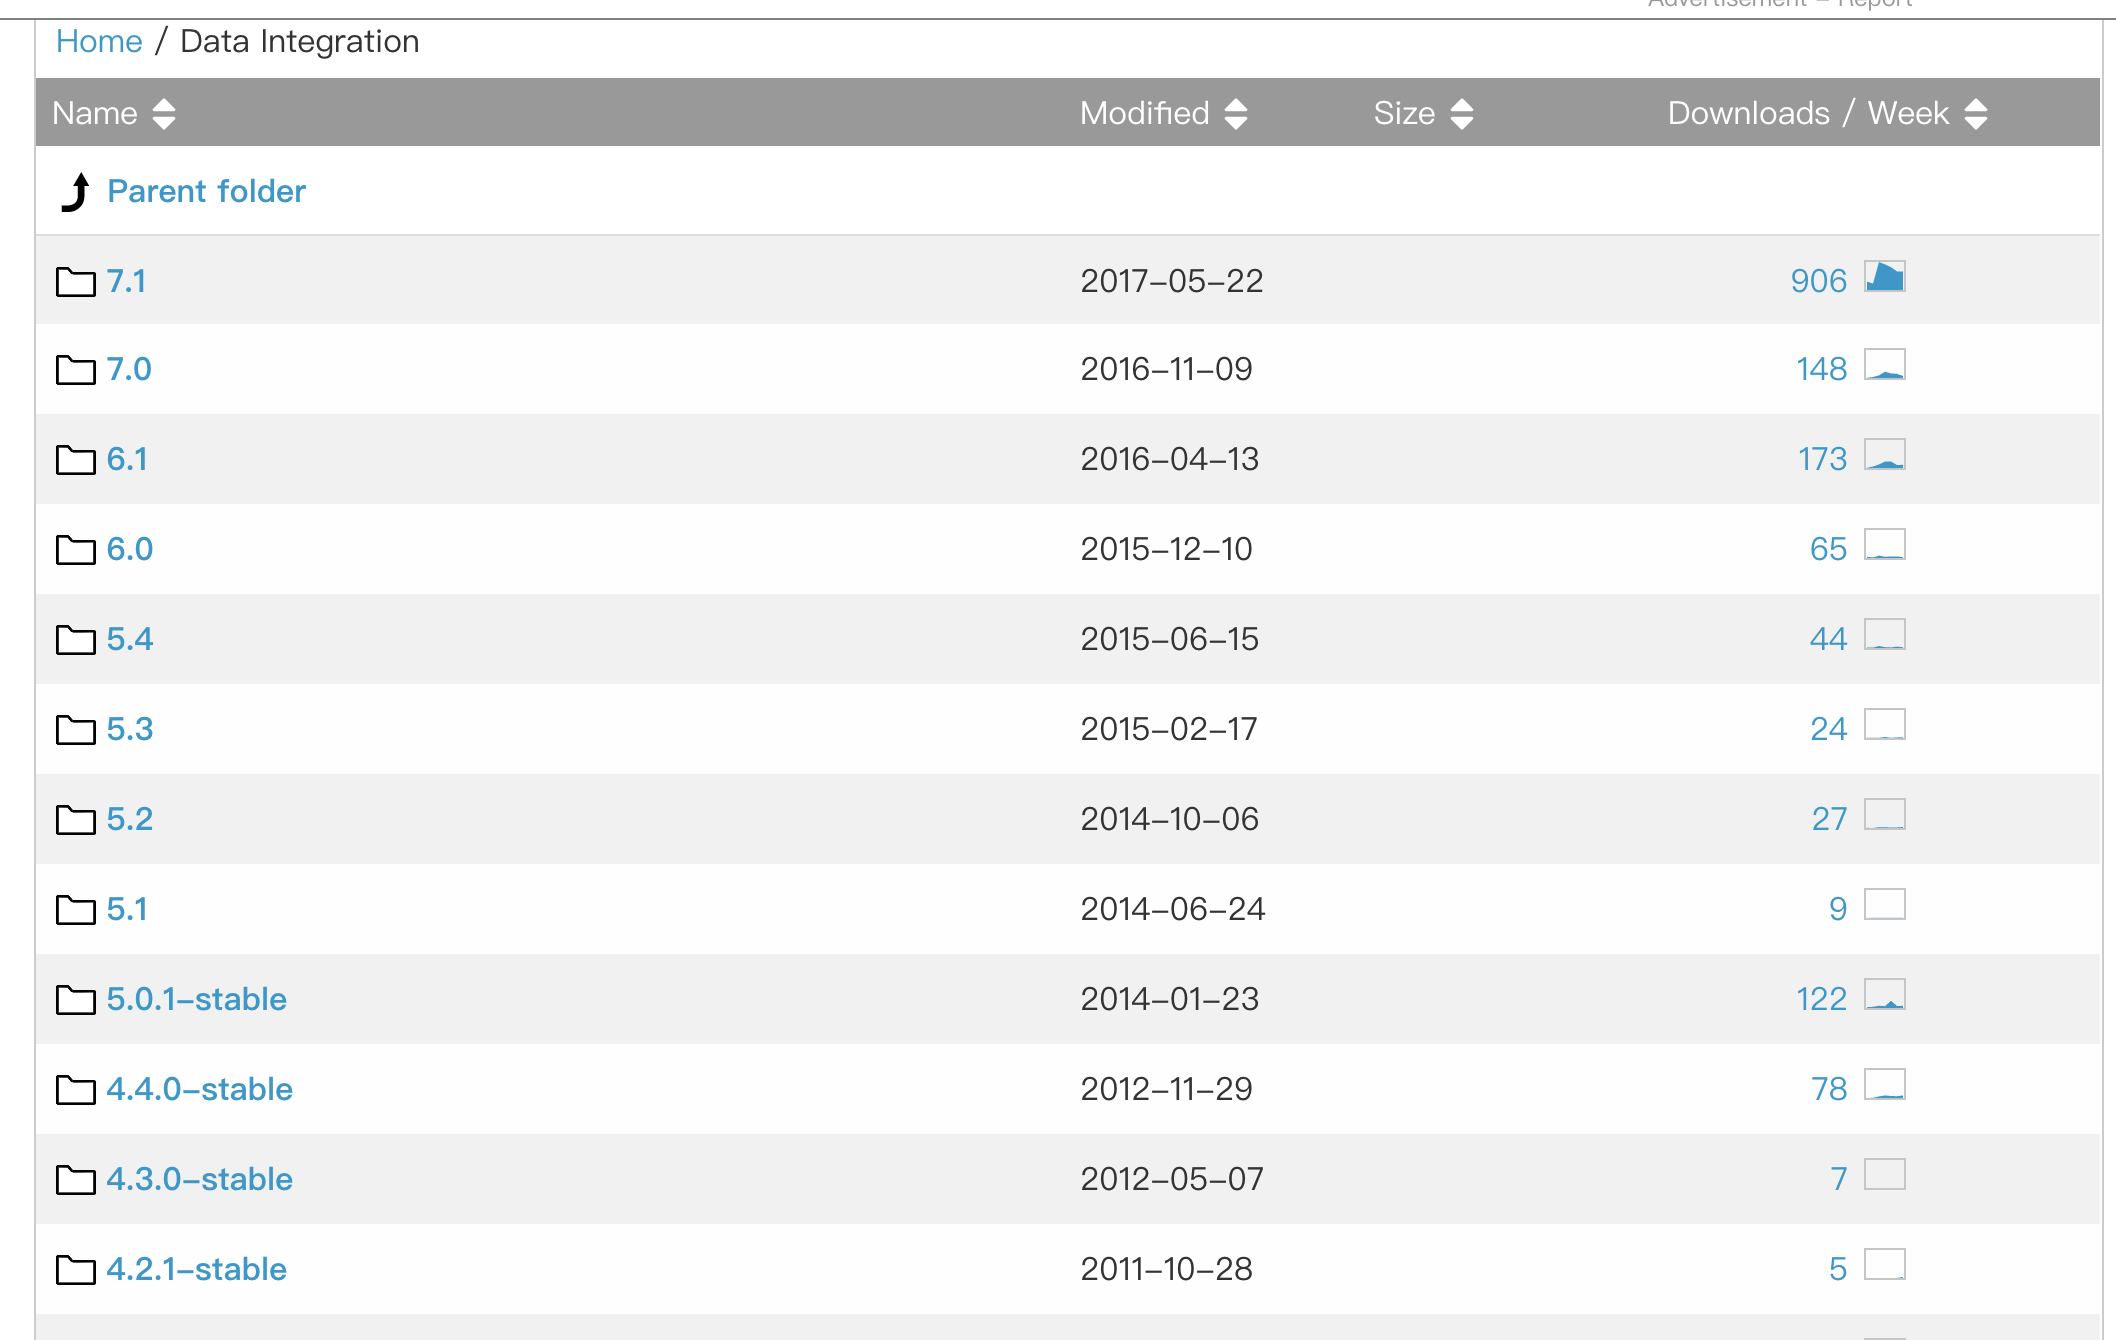 Advertisement - Report
Home / Data Integration
Name Modified Size Downloads / Week
Parent folder
7.1 2017-05-22 906
7.0 2016-11-09 148
6.1 2016-04-13 173
6.0 2015-12-10 65
5.4 2015-06-15 44
5.3 2015-02-17 24
5.2 2014-10-06 27
5.1 2014-06-24 9
5.0.1-stable 2014-01-23 122
4.4.0-stable 2012-11-29 78
4.3.0-stable 2012-05-07 7
4.2.1-stable 2011-10-28 5